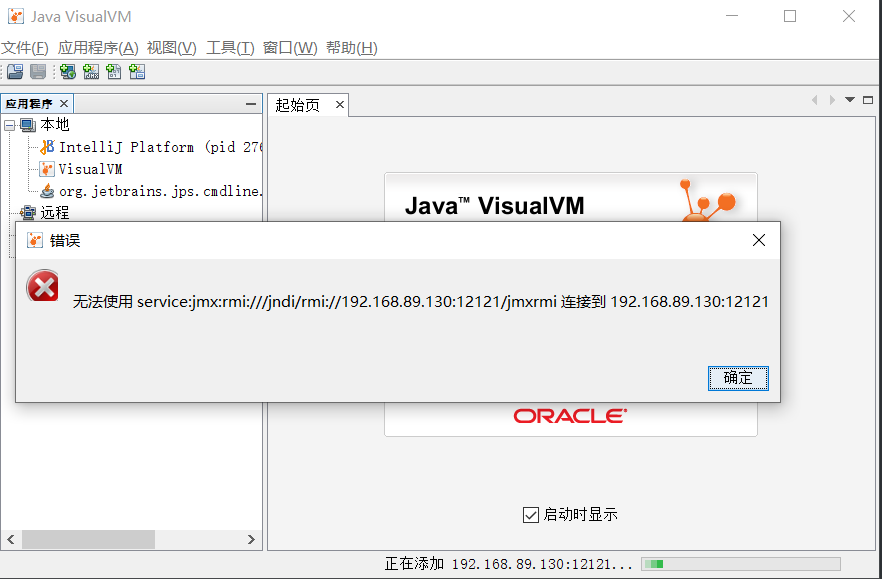 Java VisualVM
文件(F) 应用程序(A) 视图(V) 工具(T) 窗口(W) 帮助(H)
应用程序
起始页
本地
IntelliJ Platform (pid 276
VisualVM
org.jetbrains.jps.cmdline.
远程
Java™ VisualVM
错误
无法使用 service:jmx:rmi:///jndi/rmi://192.168.89.130:12121/jmxrmi 连接到 192.168.89.130:12121
确定
ORACLE
启动时显示
正在添加 192.168.89.130:12121...